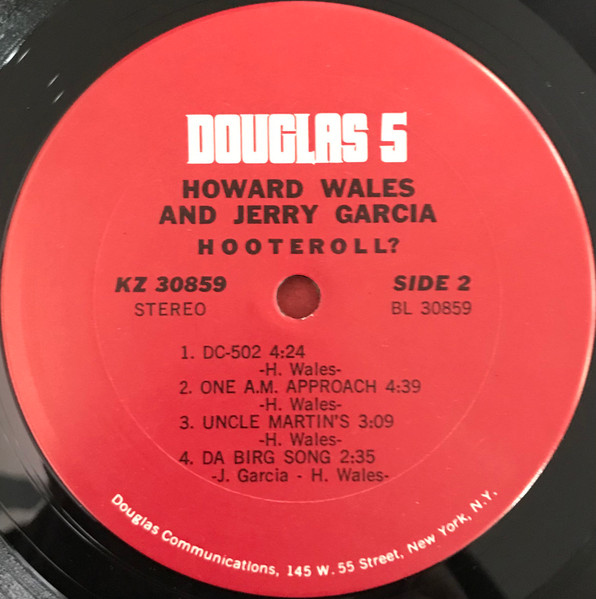 DOUGLAS 5
HOWARD WALES
AND JERRY GARCIA
HOOTEROLL?
KZ 30859 SIDE 2
STEREO BL 30859
1. DC-502 4:24
-H. Wales-
2. ONE A.M. APPROACH 4:39
-H. Wales-
3. UNCLE MARTIN'S 3:09
-H. Wales-
4. DA BIRG SONG 2:35
-J. Garcia - H. Wales-
Douglas Communications, 145 W. 55 Street, New York, N.Y.